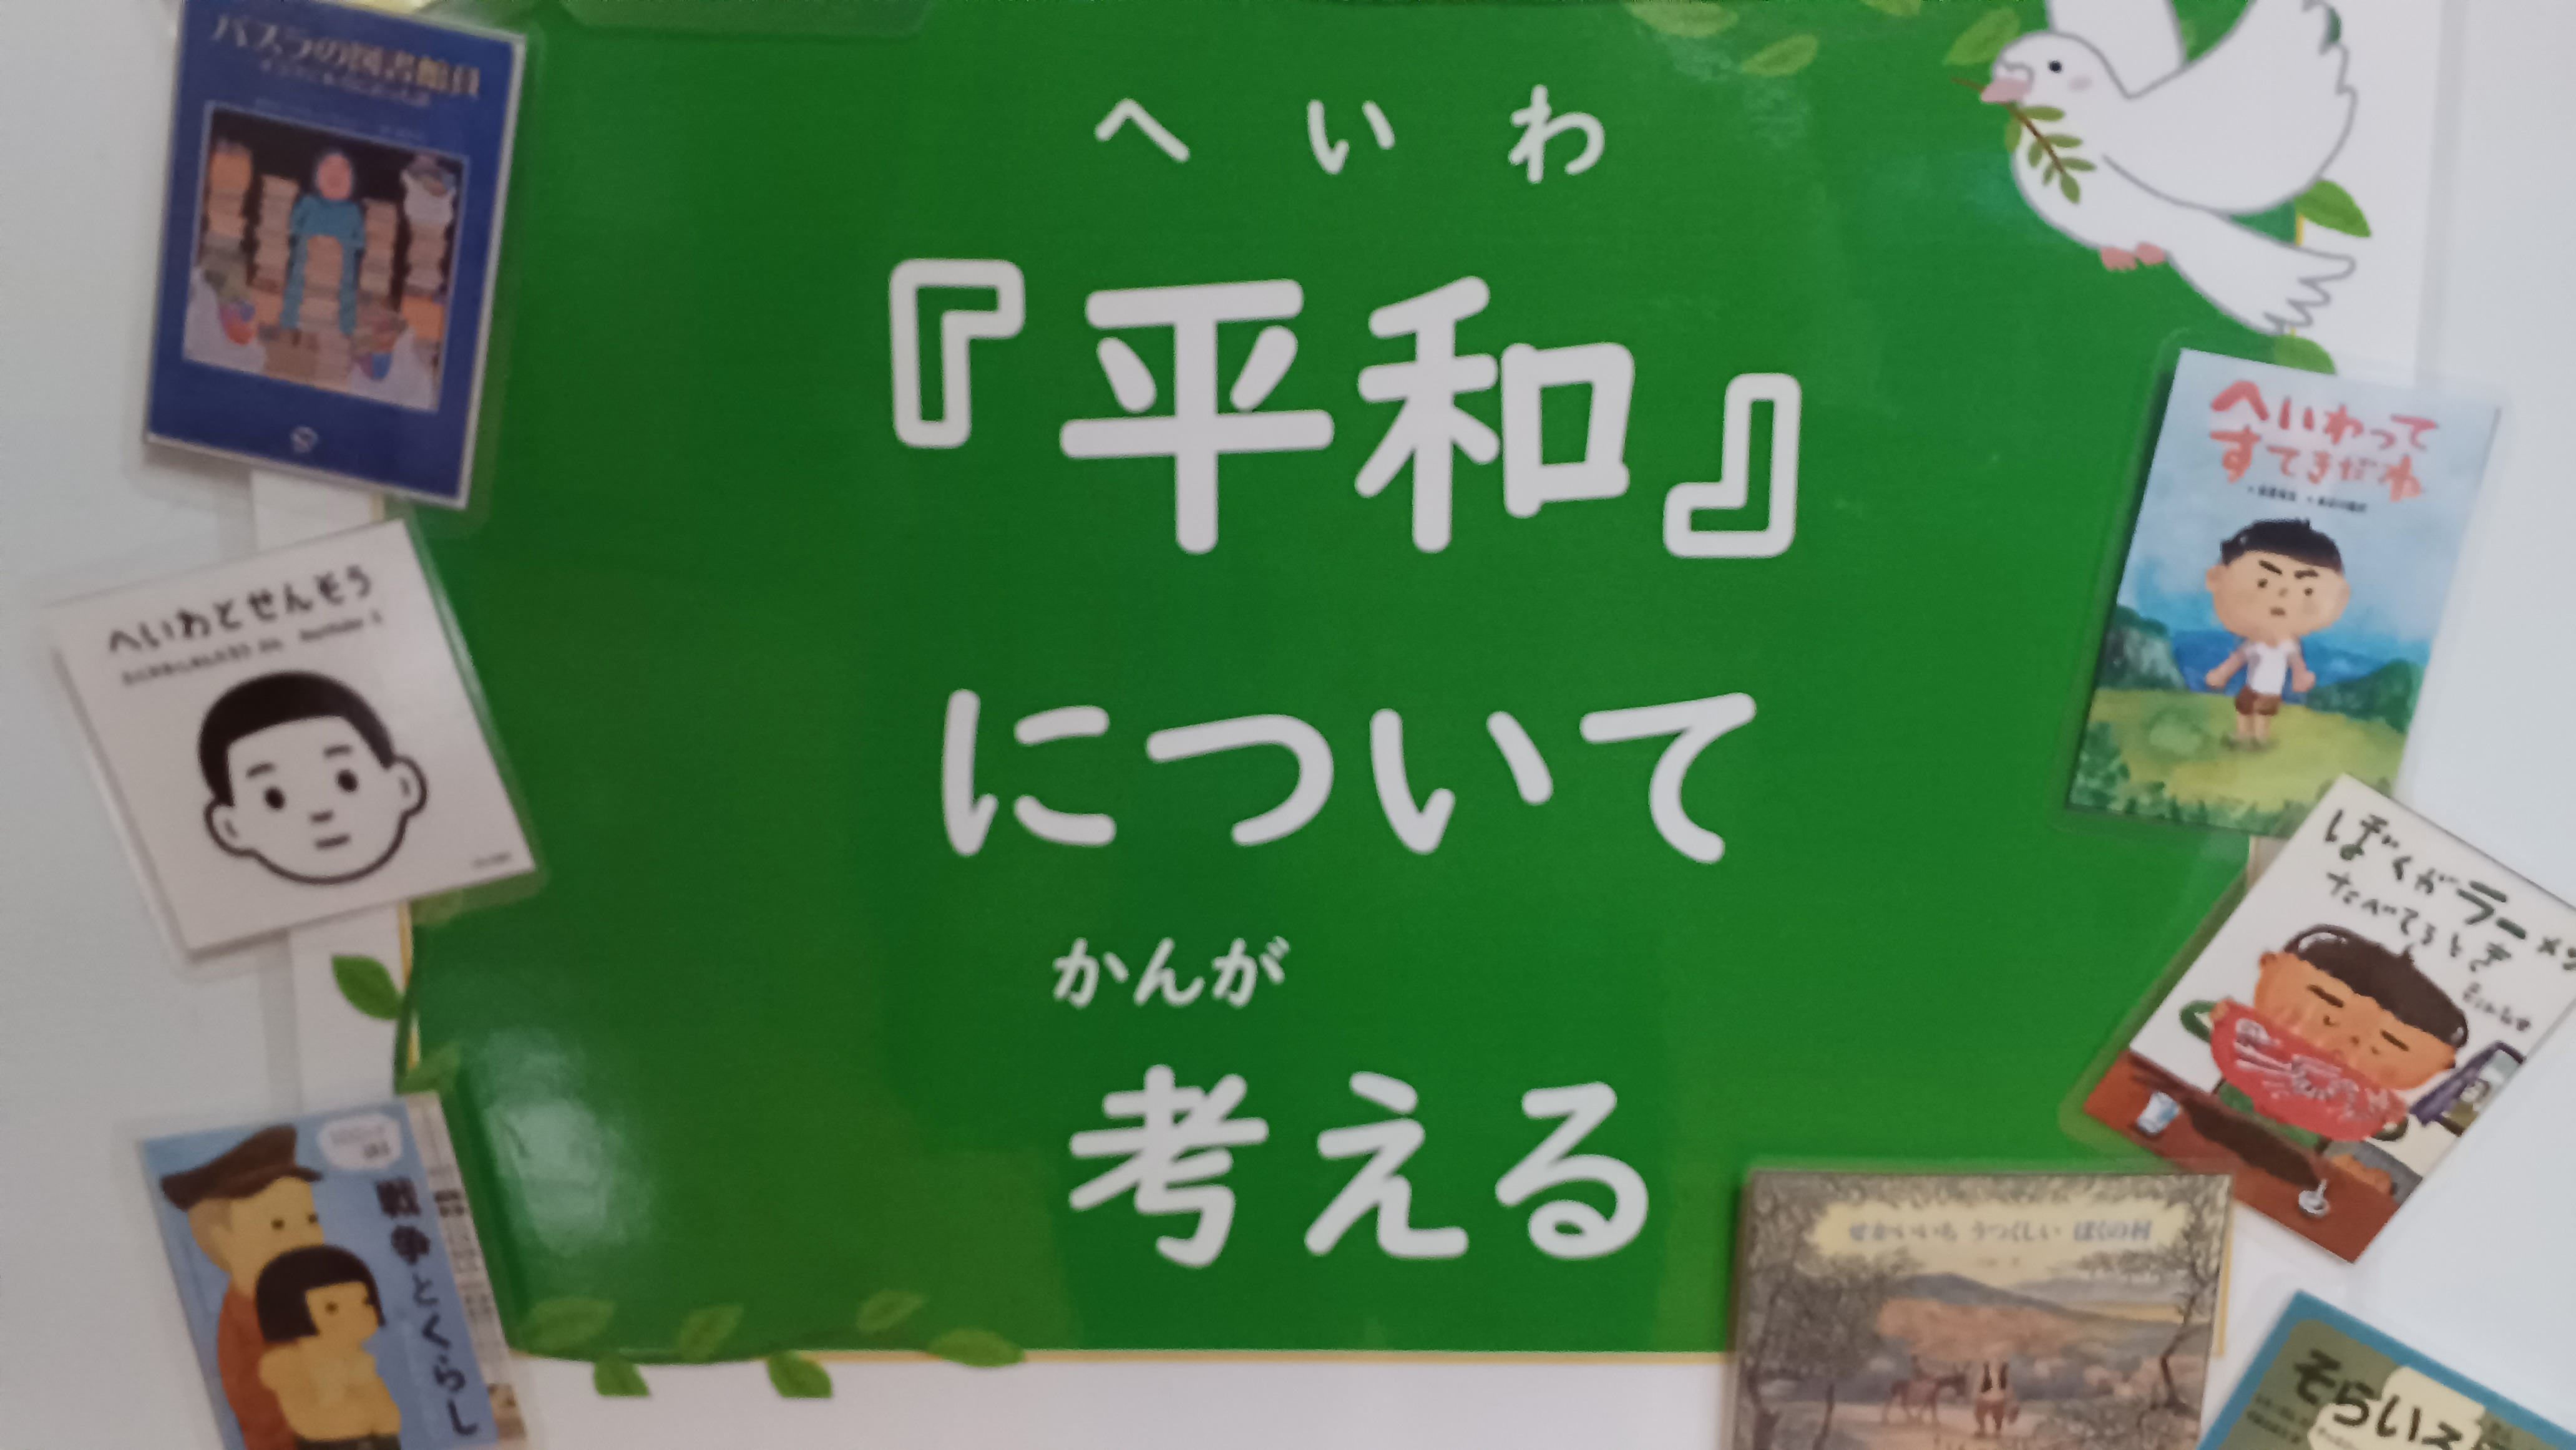 へいわ
『平和』
について
かんが
考える
バスラの図書館員
へいわとせんそう
戦争とくらし
へいわって
すてきだね
ぼくがラーメン
たべてるとき
せかいいち うつくしい ぼくの村